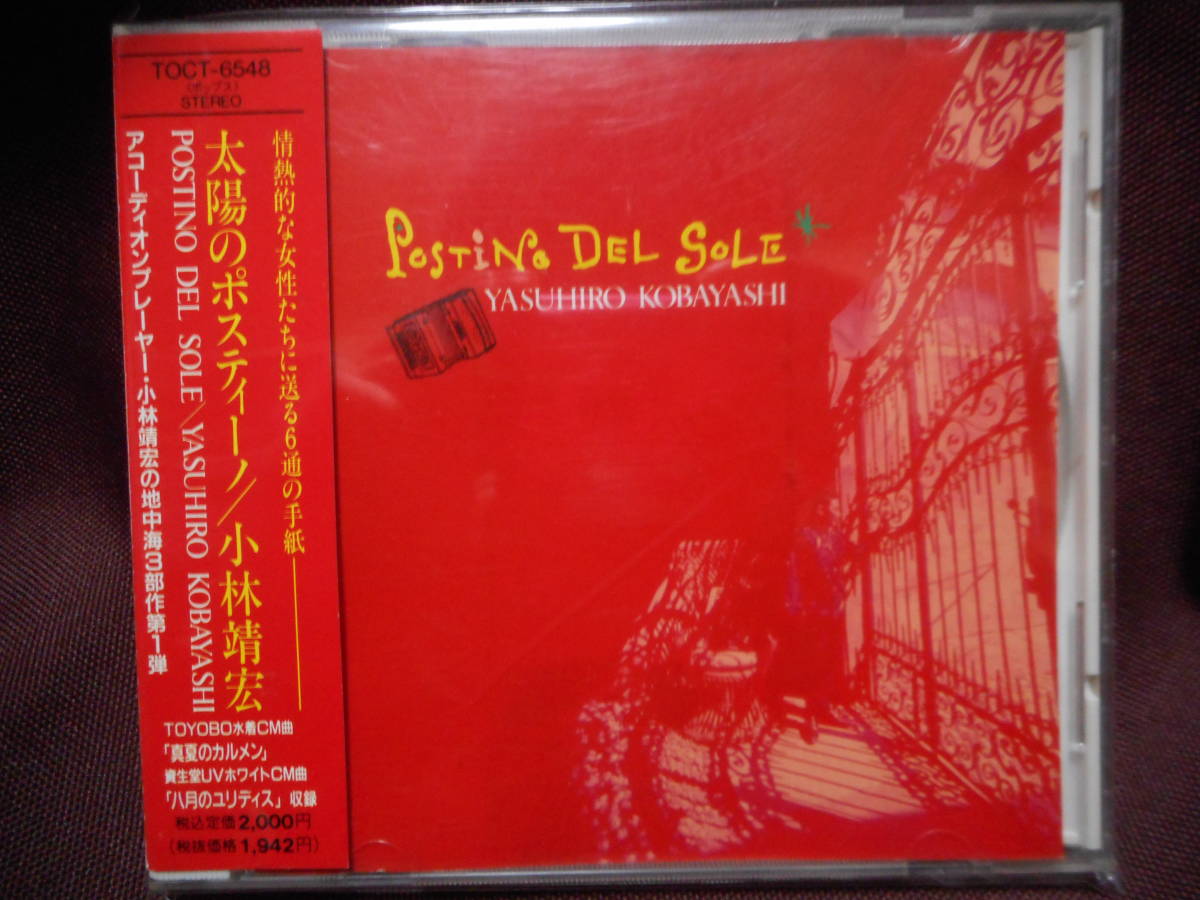 TOCT-6548
(ポップス)
STEREO
情熱的な女性たちに送る6通の手紙
太陽のポスティーノ/小林靖宏
POSTINO DEL SOLE/YASUHIRO KOBAYASHI
アコーディオンプレーヤー・小林靖宏の地中海3部作第1弾
TOYOBO水着CM曲
「真夏のカルメン」
資生堂UVホワイトCM曲
「八月のユリディス」収録
税込定価2,000円
(税抜価格1,942円)
POSTINO DEL SOLE
YASUHIRO KOBAYASHI